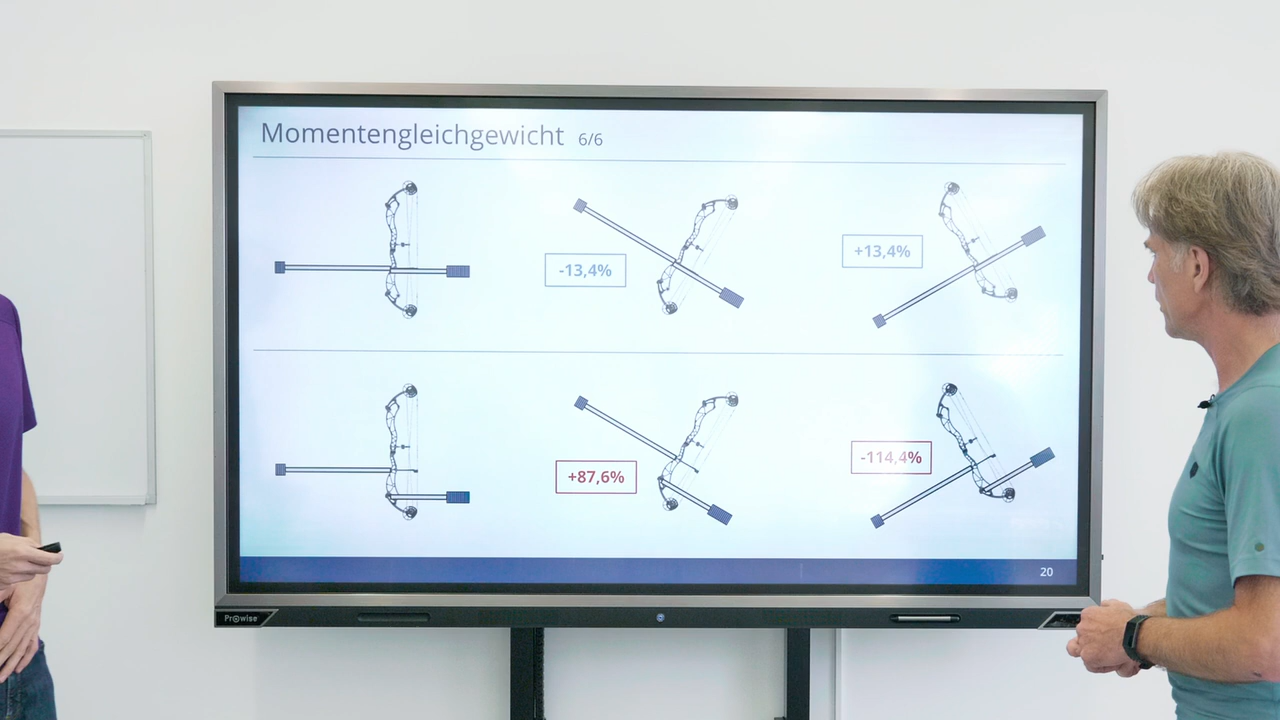 Momentengleichgewicht 6/6
-13,4%
+13,4%
+87,6%
-114,4%
20
Prowise